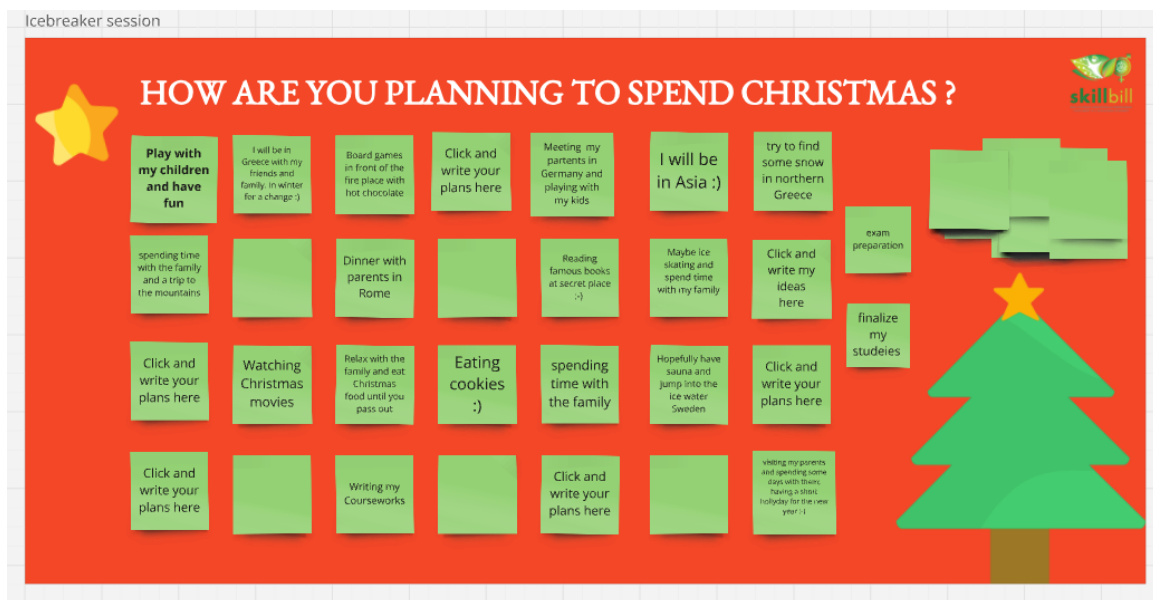 Icebreaker session
HOW ARE YOU PLANNING TO SPEND CHRISTMAS ?
skillbill
Play with
my children
and have
fun
I will be in
Greece with my
friends and
family. In winter
for a change :)
Board games
in front of the
fire place with
hot chocolate
Click and
write your
plans here
Meeting my
partents in
Germany and
playing with
my kids
I will be
in Asia :)
try to find
some snow
in northern
Greece
exam
preparation
spending time
with the family
and a trip to
the mountains
Dinner with
parents in
Rome
Reading
famous books
at secret place
;-)
Maybe ice
skating and
spend time
with my family
Click and
write my
ideas
here
finalize
my
studeies
Click and
write your
plans here
Watching
Christmas
movies
Relax with the
family and eat
Christmas
food until you
pass out
Eating
cookies
:)
spending
time with
the family
Hopefully have
sauna and
jump into the
ice water
Sweden
Click and
write your
plans here
Click and
write your
plans here
Writing my
Courseworks
Click and
write your
plans here
visiting my parents
and spending some
days with them;
having a short
hollyday for the new
year :-)